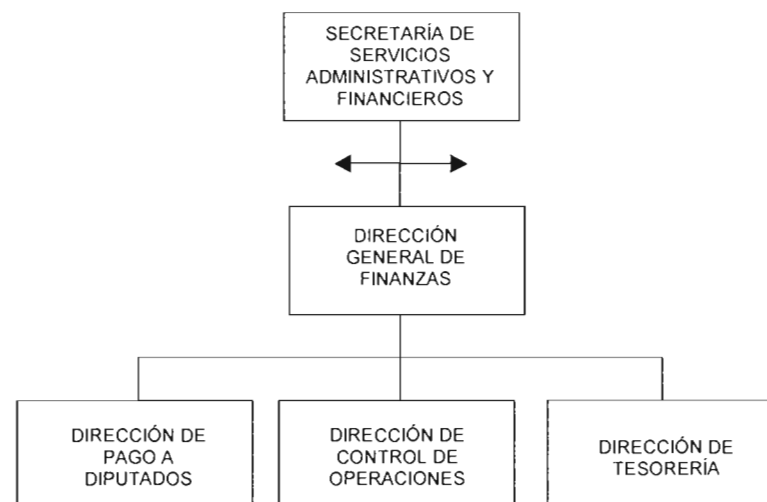 SECRETARÍA DE
SERVICIOS
ADMINISTRATIVOS Y
FINANCIEROS
DIRECCIÓN
GENERAL DE
FINANZAS
DIRECCIÓN DE
PAGO A
DIPUTADOS
DIRECCIÓN DE
CONTROL DE
OPERACIONES
DIRECCIÓN DE
TESORERÍA